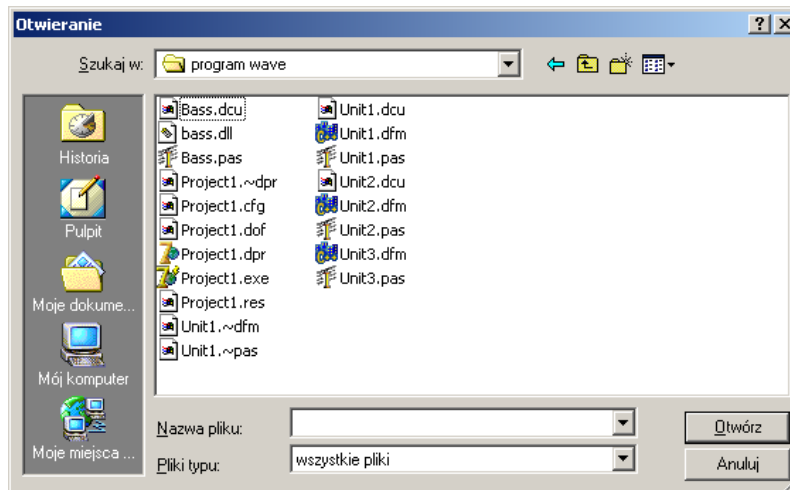 Otwieranie
Szukaj w: program wave
Historia
Pulpit
Moje dokume...
Mój komputer
Moje miejsca ...
Bass.dcu
bass.dll
Bass.pas
Project1.~dpr
Project1.cfg
Project1.dof
Project1.dpr
Project1.exe
Project1.res
Unit1.~dfm
Unit1.~pas
Unit1.dcu
Unit1.dfm
Unit1.pas
Unit2.dcu
Unit2.dfm
Unit2.pas
Unit3.dfm
Unit3.pas
Nazwa pliku:
Otwórz
Pliki typu: wszystkie pliki
Anuluj